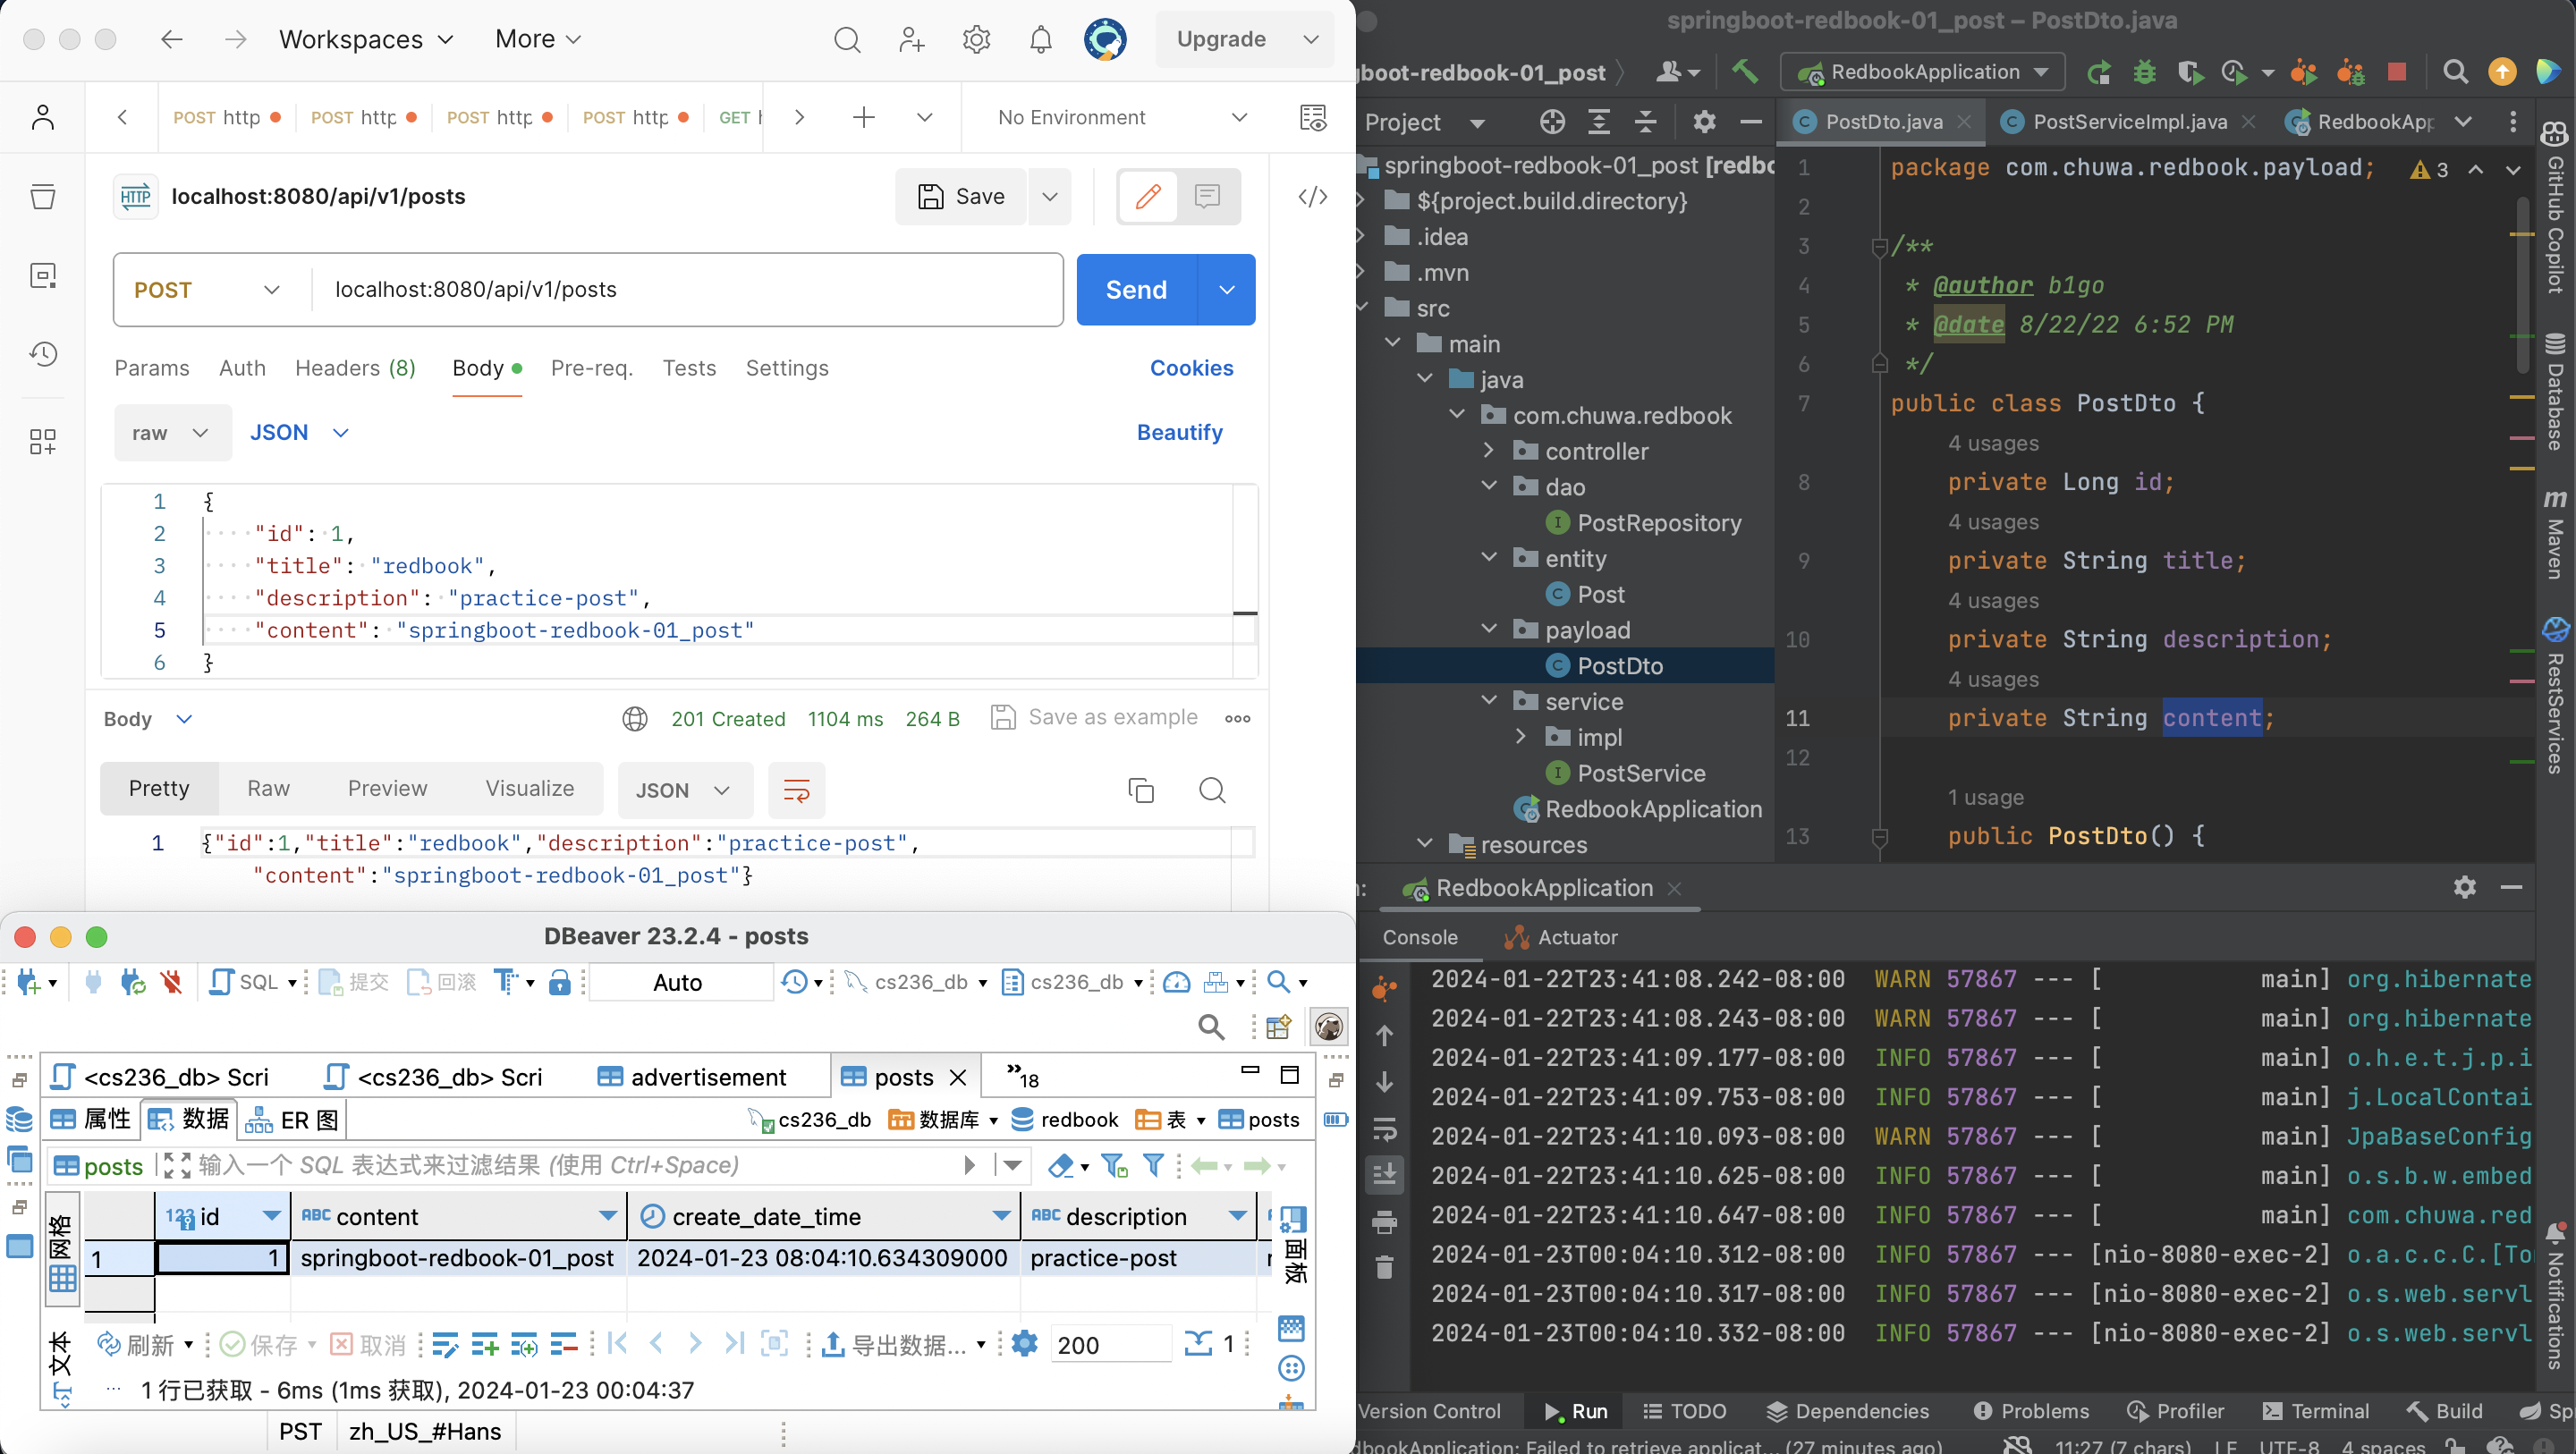 Workspaces
More
Upgrade
POST http
POST http
POST http
POST http
GET
No Environment
HTTP
localhost:8080/api/v1/posts
Save
POST
localhost:8080/api/v1/posts
Send
Params
Auth
Headers (8)
Body
Pre-req.
Tests
Settings
Cookies
raw
JSON
Beautify
1 {
2 "id": 1,
3 "title": "redbook",
4 "description": "practice-post",
5 "content": "springboot-redbook-01_post"
6 }
Body
201 Created
1104 ms
264 B
Save as example
Pretty
Raw
Preview
Visualize
JSON
1 {"id":1,"title":"redbook","description":"practice-post",
"content":"springboot-redbook-01_post"}
DBeaver 23.2.4 - posts
SQL
提交
回滚
Auto
cs236_db
cs236_db
<cs236_db> Scri
<cs236_db> Scri
advertisement
posts
»18
属性
数据
ER 图
cs236_db
数据库
redbook
表
posts
posts
输入一个 SQL 表达式来过滤结果 (使用 Ctrl+Space)
网格
文本
123 id
ABC content
create_date_time
ABC description
1
1
springboot-redbook-01_post
2024-01-23 08:04:10.634309000
practice-post
面板
刷新
保存
取消
导出数据...
200
1
1 行已获取 - 6ms (1ms 获取), 2024-01-23 00:04:37
PST
zh_US_#Hans
springboot-redbook-01_post – PostDto.java
boot-redbook-01_post
RedbookApplication
Project
PostDto.java
PostServiceImpl.java
RedbookApp
springboot-redbook-01_post [redbo
${project.build.directory}
.idea
.mvn
src
main
java
com.chuwa.redbook
controller
dao
PostRepository
entity
Post
payload
PostDto
service
impl
PostService
RedbookApplication
resources
1 package com.chuwa.redbook.payload;
3
2
3 /**
4 * @author b1go
5 * @date 8/22/22 6:52 PM
6 */
7 public class PostDto {
4 usages
8 private Long id;
4 usages
9 private String title;
4 usages
10 private String description;
4 usages
11 private String content;
12
1 usage
13 public PostDto() {
GitHub Copilot
Database
Maven
RestServices
Notifications
RedbookApplication
Console
Actuator
2024-01-22T23:41:08.242-08:00 WARN 57867 --- [ main] org.hibernate
2024-01-22T23:41:08.243-08:00 WARN 57867 --- [ main] org.hibernate
2024-01-22T23:41:09.177-08:00 INFO 57867 --- [ main] o.h.e.t.j.p.i
2024-01-22T23:41:09.753-08:00 INFO 57867 --- [ main] j.LocalContai
2024-01-22T23:41:10.093-08:00 WARN 57867 --- [ main] JpaBaseConfig
2024-01-22T23:41:10.625-08:00 INFO 57867 --- [ main] o.s.b.w.embed
2024-01-22T23:41:10.647-08:00 INFO 57867 --- [ main] com.chuwa.red
2024-01-23T00:04:10.312-08:00 INFO 57867 --- [nio-8080-exec-2] o.a.c.c.C.[To
2024-01-23T00:04:10.317-08:00 INFO 57867 --- [nio-8080-exec-2] o.s.web.servl
2024-01-23T00:04:10.332-08:00 INFO 57867 --- [nio-8080-exec-2] o.s.web.servl
Version Control
Run
TODO
Dependencies
Problems
Profiler
Terminal
Build
Sp
dbookApplication: Failed to retrieve applicat... (27 minutes ago)
11:27 (7 chars)
LF
UTF-8
4 spaces